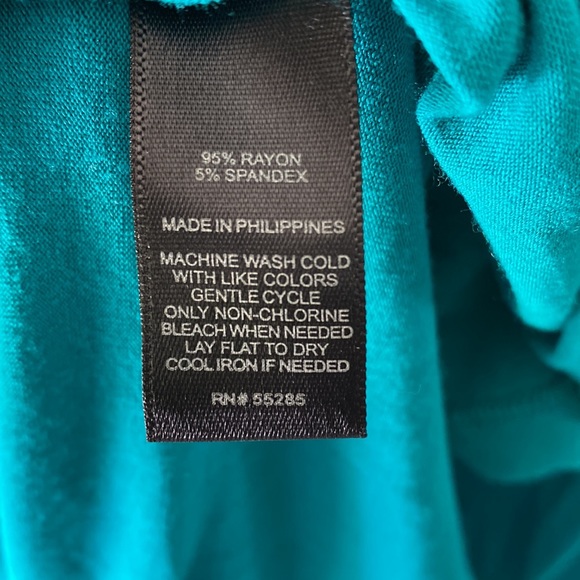 95% RAYON
5% SPANDEX
MADE IN PHILIPPINES
MACHINE WASH COLD
WITH LIKE COLORS
GENTLE CYCLE
ONLY NON-CHLORINE
BLEACH WHEN NEEDED
LAY FLAT TO DRY
COOL IRON IF NEEDED
RN# 55285